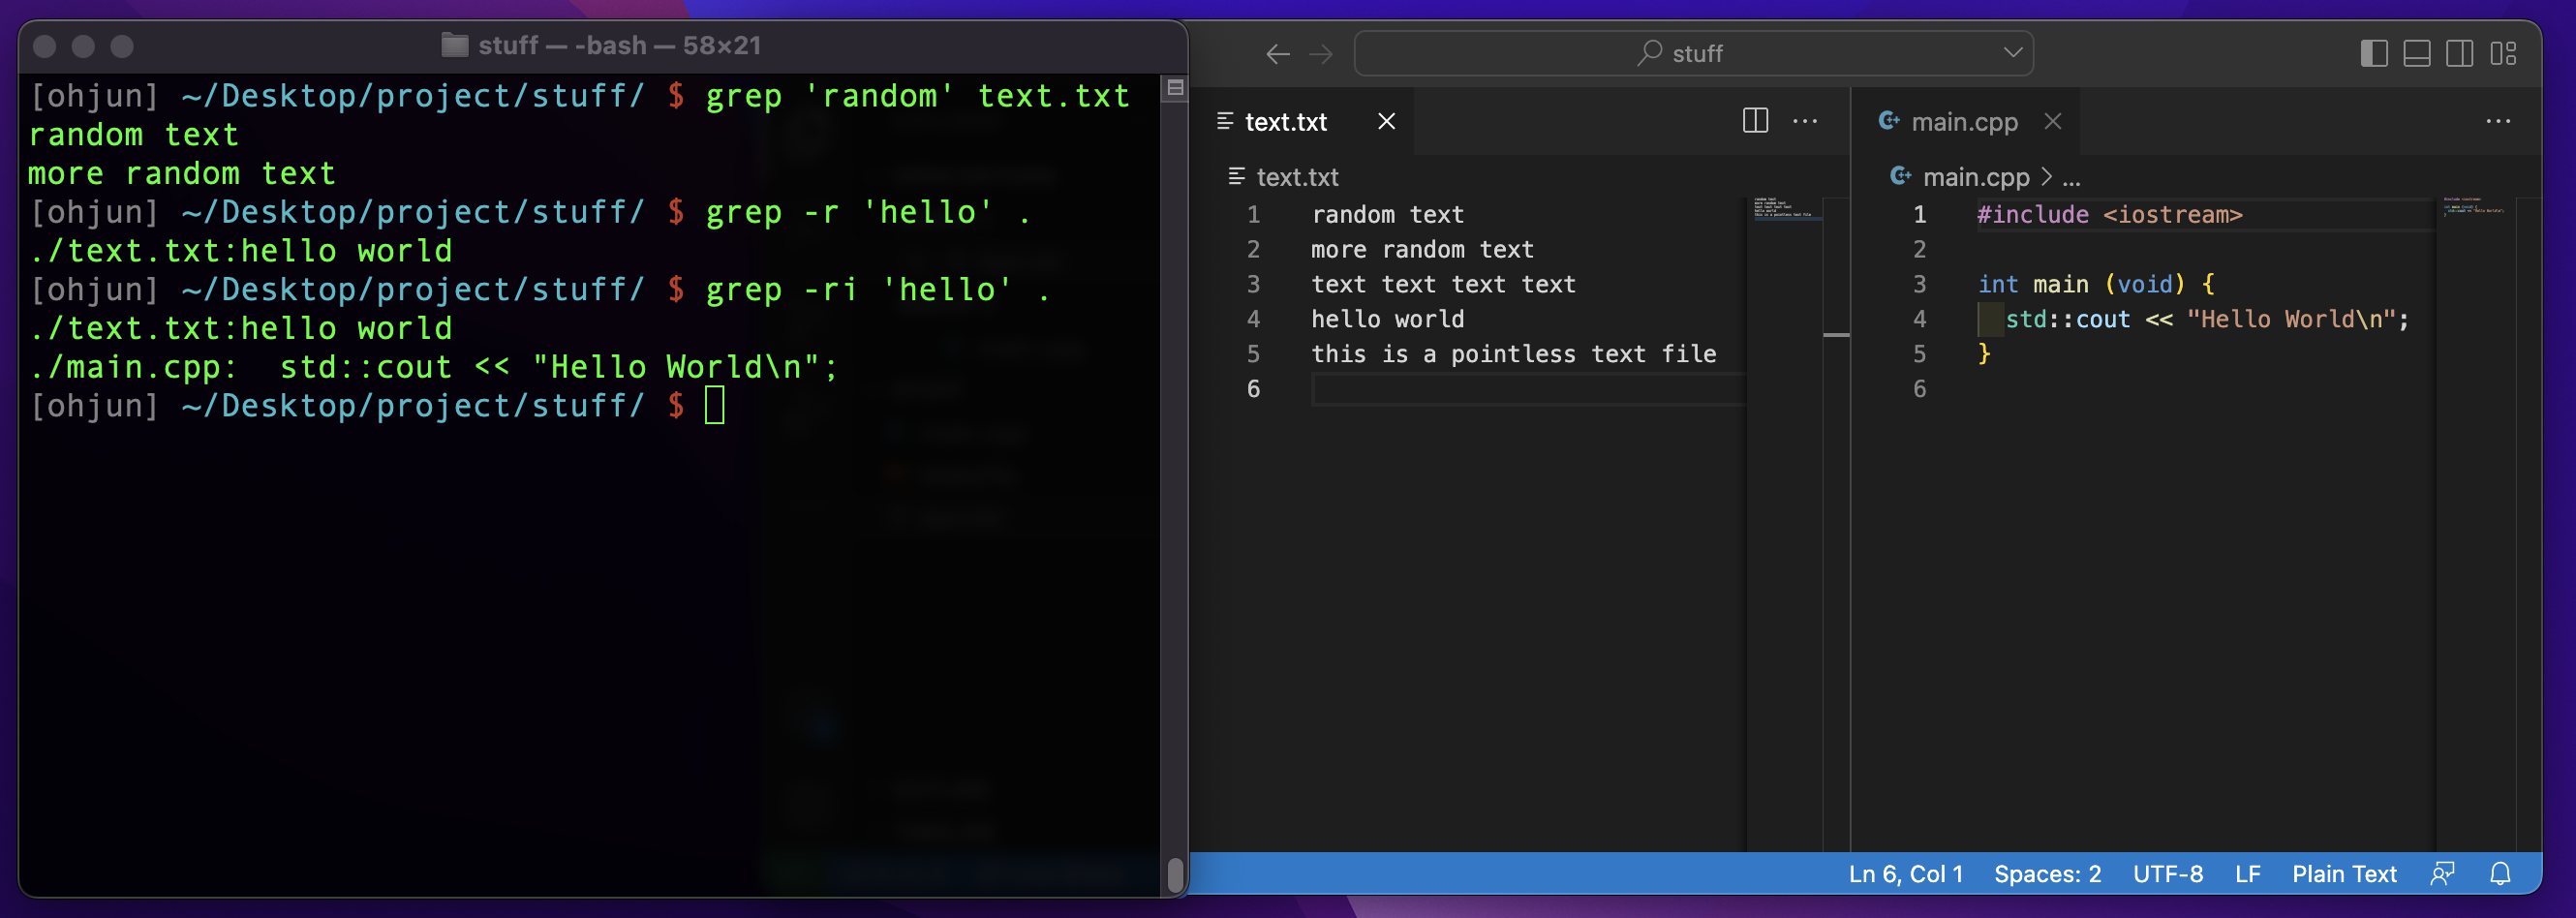 stuff — -bash — 58×21
[ohjun] ~/Desktop/project/stuff/ $ grep 'random' text.txt
random text
more random text
[ohjun] ~/Desktop/project/stuff/ $ grep -r 'hello' .
./text.txt:hello world
[ohjun] ~/Desktop/project/stuff/ $ grep -ri 'hello' .
./text.txt:hello world
./main.cpp:  std::cout << "Hello World\n";
[ohjun] ~/Desktop/project/stuff/ $
stuff
text.txt
text.txt
1 random text
2 more random text
3 text text text text
4 hello world
5 this is a pointless text file
6
main.cpp
main.cpp > ...
1 #include <iostream>
2
3 int main (void) {
4   std::cout << "Hello World\n";
5 }
6
Ln 6, Col 1 Spaces: 2 UTF-8 LF Plain Text